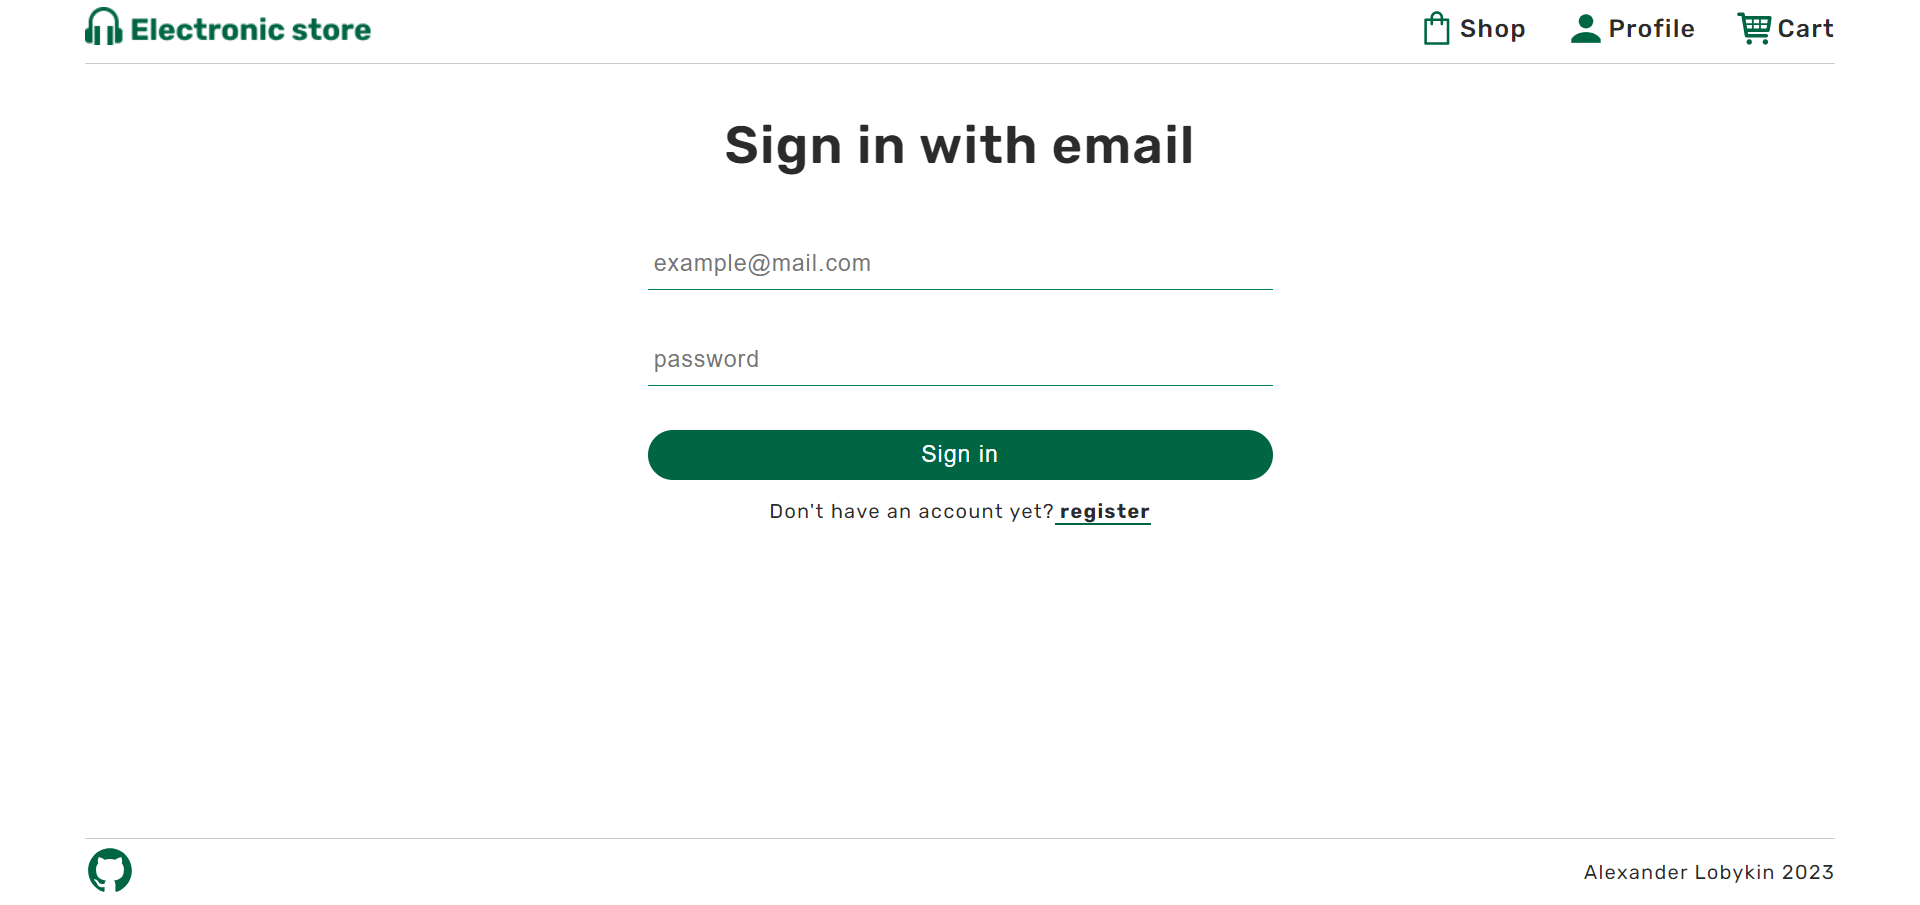 Electronic store
Shop
Profile
Cart
Sign in with email
example@mail.com
password
Sign in
Don't have an account yet? register
Alexander Lobykin 2023